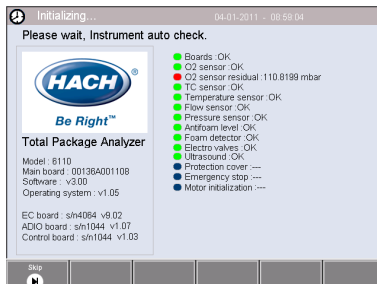 Initializing...
04-01-2011 - 08:59:04
Please wait, Instrument auto check.
HACH
Be Right™
Total Package Analyzer
Model : 6110
Main board : 00136A001108
Software : v3.00
Operating system : v1.05
EC board : s/n4064 v9.02
ADIO board : s/n1044 v1.07
Control board : s/n1044 v1.03
Boards :OK
O2 sensor :OK
O2 sensor residual :110.8199 mbar
TC sensor :OK
Temperature sensor :OK
Flow sensor :OK
Pressure sensor :OK
Antifoam level :OK
Foam detector :OK
Electro valves :OK
Ultrasound :OK
Protection cover :---
Emergency stop :---
Motor initialization :---
Skip